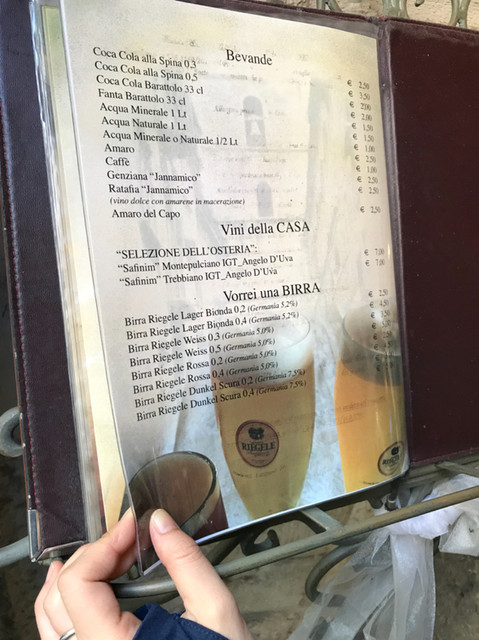 Bevande
Coca Cola alla Spina 0,3 € 2,50
Coca Cola alla Spina 0,5 € 3,50
Coca Cola Barattolo 33 cl € 2,00
Fanta Barattolo 33 cl € 2,00
Acqua Minerale 1 Lt € 1,50
Acqua Naturale 1 Lt € 1,50
Acqua Minerale o Naturale 1/2 Lt € 1,00
Amaro € 2,50
Caffè € 1,00
Genziana “Jannamico” € 2,50
Ratafia “Jannamico” € 2,50
(vino dolce con amarene in macerazione)
Amaro del Capo € 2,50
Vini della CASA
“SELEZIONE DELL’OSTERIA”:
“Safinim” Montepulciano IGT_Angelo D’Uva € 7,00
“Safinim” Trebbiano IGT_Angelo D’Uva € 7,00
Vorrei una BIRRA
Birra Riegele Lager Bionda 0,2 (Germania 5,2%) € 2,50
Birra Riegele Lager Bionda 0,4 (Germania 5,2%) € 4,50
Birra Riegele Weiss 0,3 (Germania 5,0%) €
Birra Riegele Weiss 0,5 (Germania 5,0%) €
Birra Riegele Rossa 0,2 (Germania 5,0%)
Birra Riegele Rossa 0,4 (Germania 5,0%)
Birra Riegele Dunkel Scura 0,2 (Germania 7,5%)
Birra Riegele Dunkel Scura 0,4 (Germania 7,5%)
RIEGELE
RIEGELE